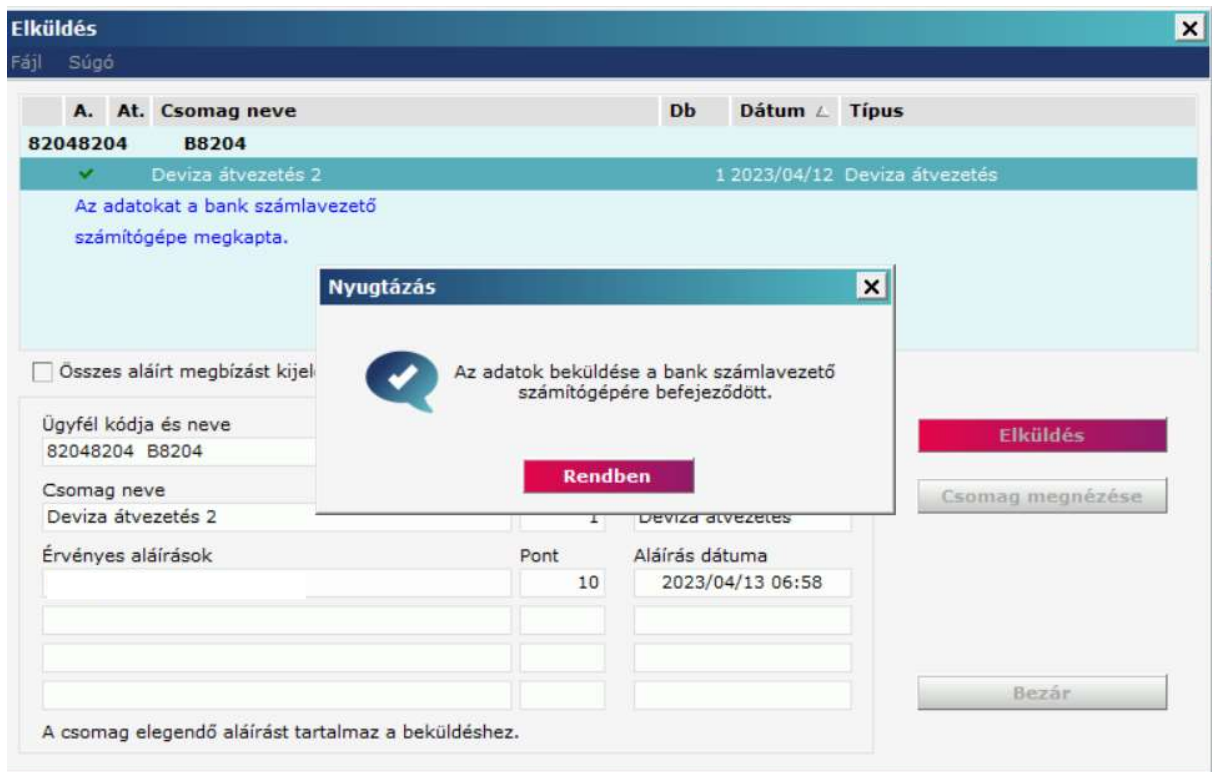 Elküldés
Fájl Súgó
A. At. Csomag neve Db Dátum Típus
82048204 B8204
Deviza átvezetés 2 1 2023/04/12 Deviza átvezetés
Az adatokat a bank számlavezető
számítógépe megkapta.
Nyugtázás
Az adatok beküldése a bank számlavezető
számítógépére befejeződött.
Rendben
Összes aláírt megbízást
Ügyfél kódja és neve
82048204 B8204
Elküldés
Csomag neve
Csomag megnézése
Deviza átvezetés 2 1 Deviza átvezetés
Érvényes aláírások Pont Aláírás dátuma
10 2023/04/13 06:58
Bezár
A csomag elegendő aláírást tartalmaz a beküldéshez.